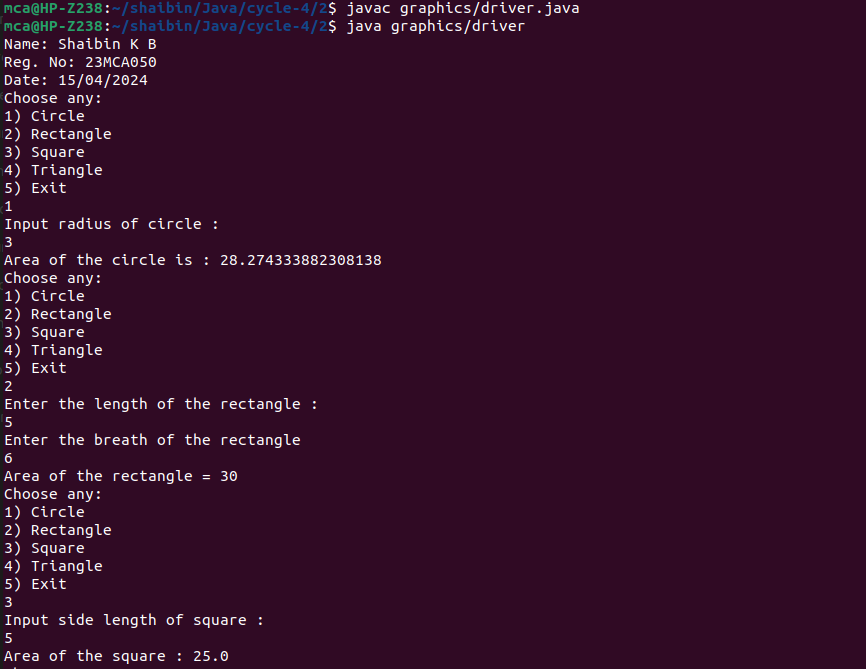 mca@HP-Z238:~/shaibin/Java/cycle-4/2$ javac graphics/driver.java
mca@HP-Z238:~/shaibin/Java/cycle-4/2$ java graphics/driver
Name: Shaibin K B
Reg. No: 23MCA050
Date: 15/04/2024
Choose any:
1) Circle
2) Rectangle
3) Square
4) Triangle
5) Exit
1
Input radius of circle :
3
Area of the circle is : 28.274333882308138
Choose any:
1) Circle
2) Rectangle
3) Square
4) Triangle
5) Exit
2
Enter the length of the rectangle :
5
Enter the breath of the rectangle
6
Area of the rectangle = 30
Choose any:
1) Circle
2) Rectangle
3) Square
4) Triangle
5) Exit
3
Input side length of square :
5
Area of the square : 25.0